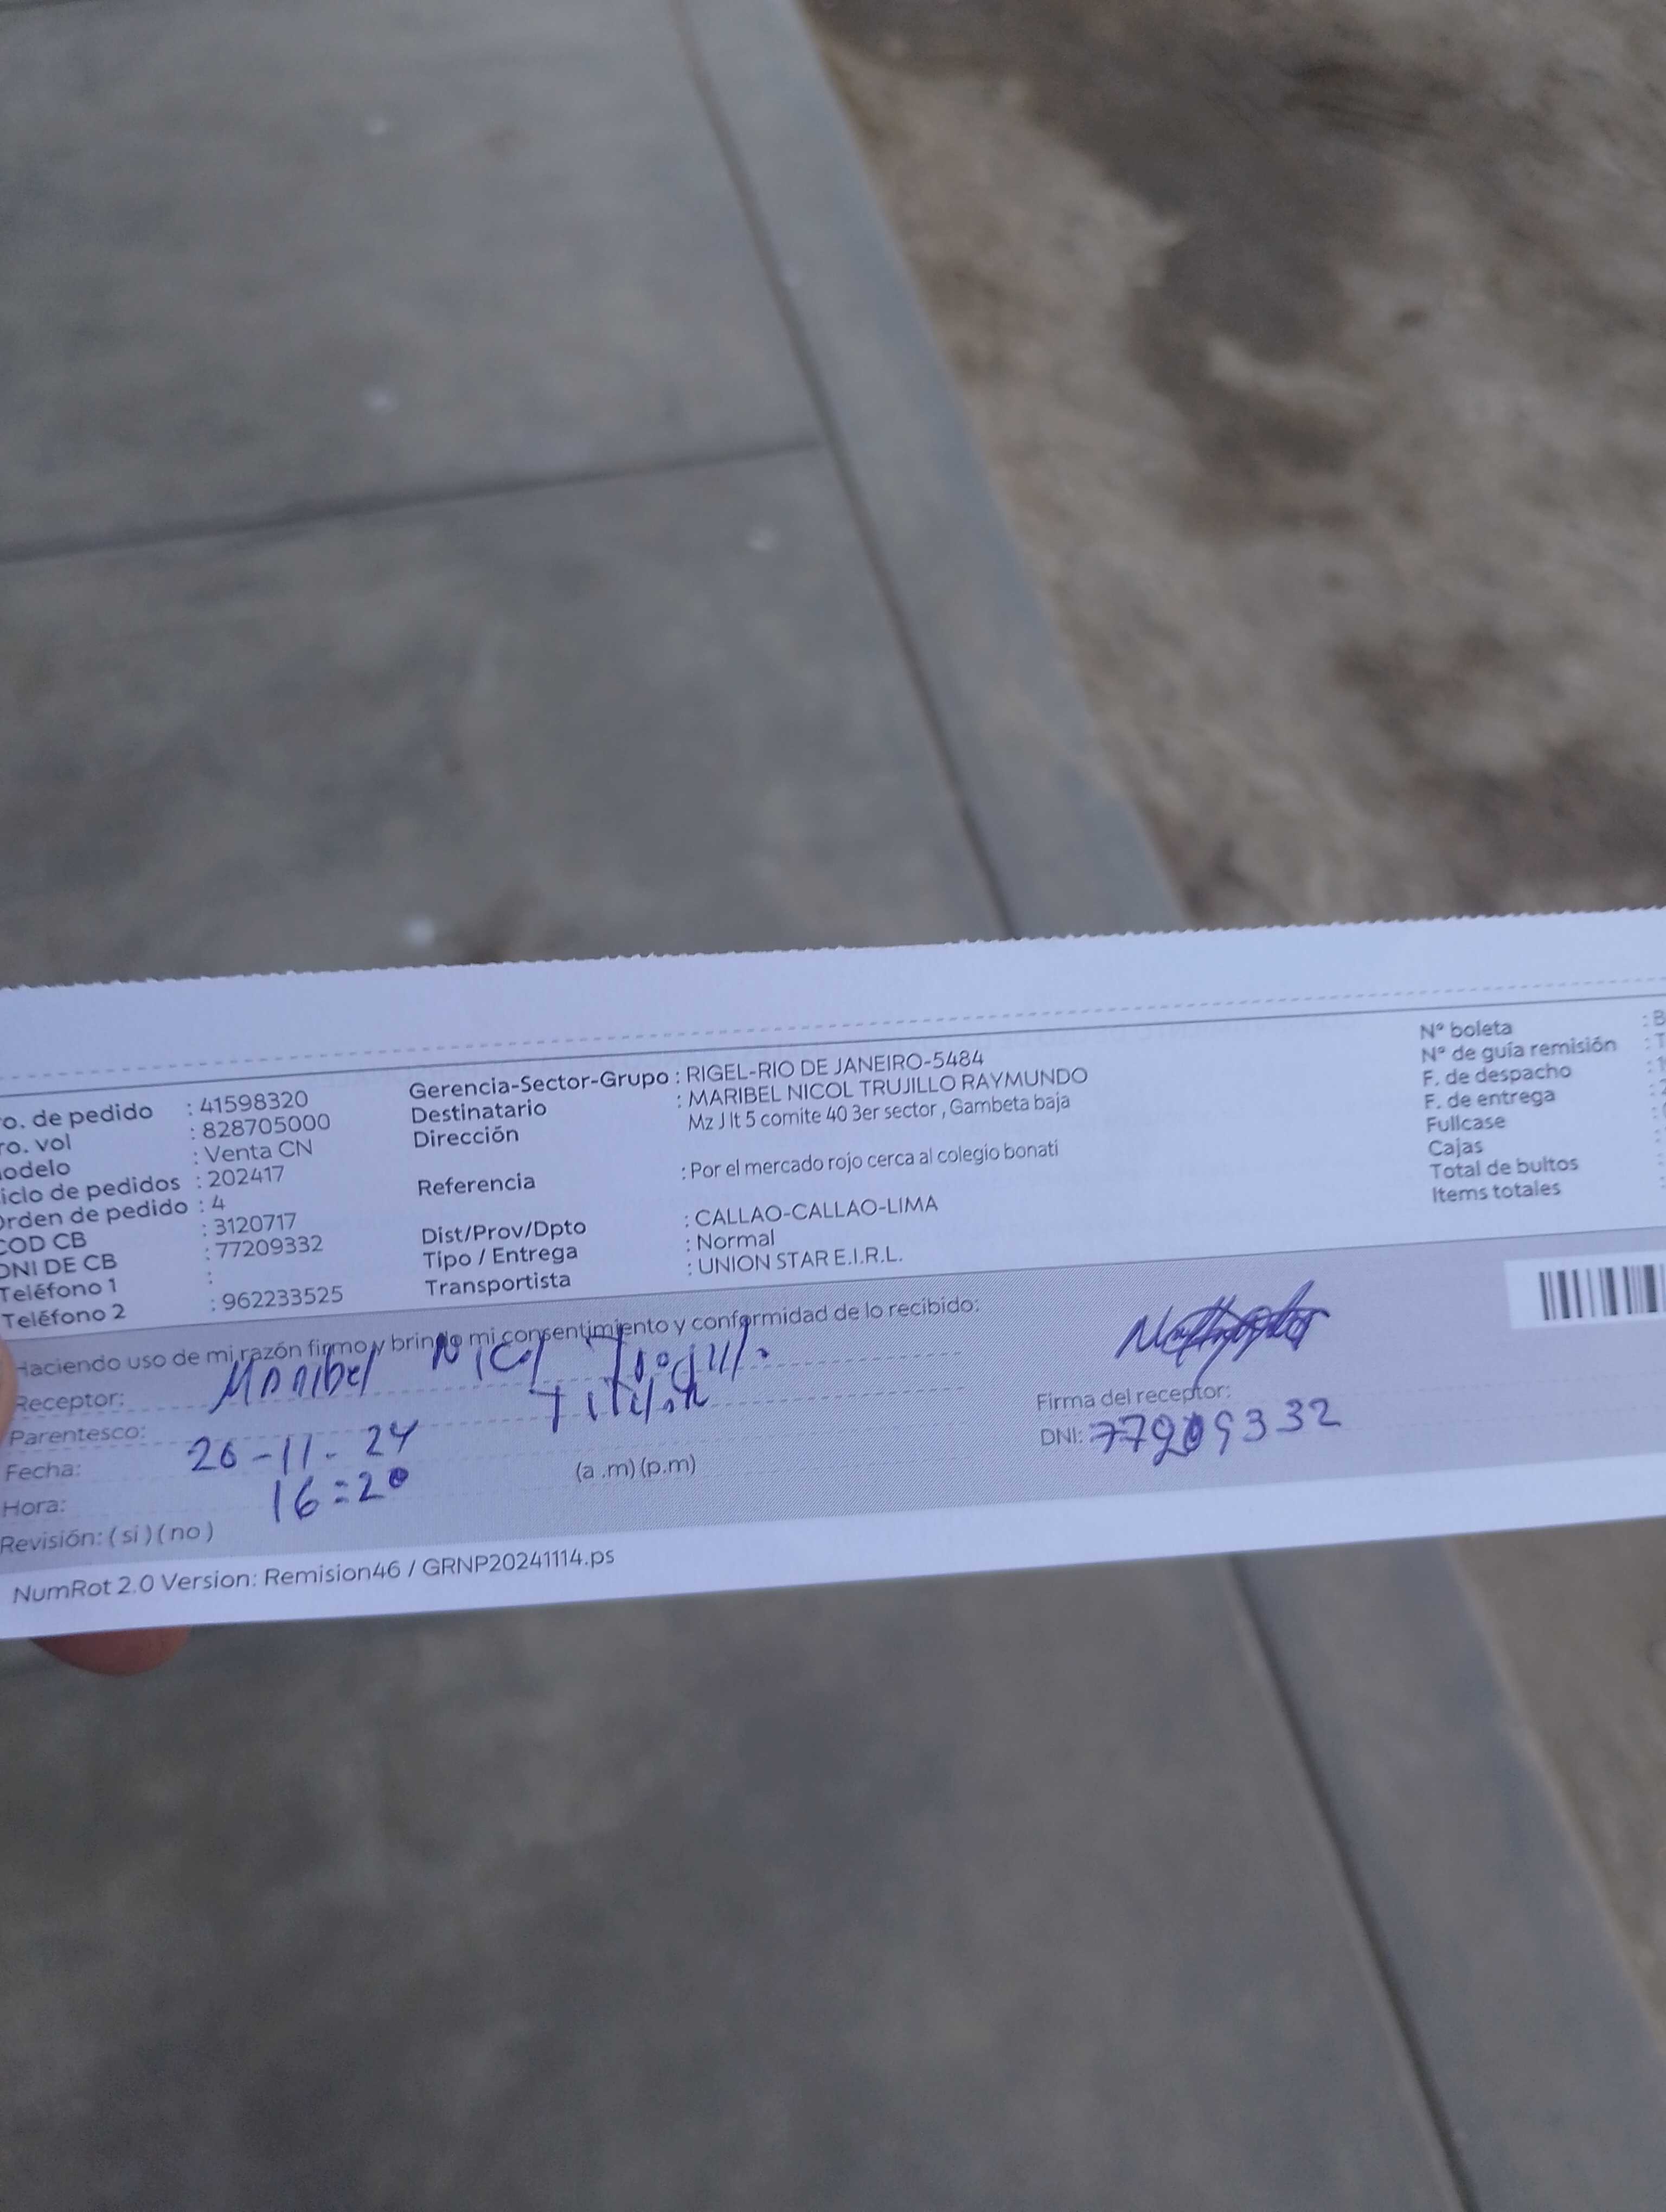 ro. de pedido : 41598320
ro. vol : 828705000
odelo : Venta CN
iclo de pedidos : 202417
Orden de pedido : 4
COD CB : 3120717
DNI DE CB : 77209332
Teléfono 1 :
Teléfono 2 : 962233525
Gerencia-Sector-Grupo : RIGEL-RIO DE JANEIRO-5484
Destinatario : MARIBEL NICOL TRUJILLO RAYMUNDO
Dirección Mz J lt 5 comite 40 3er sector , Gambeta baja
Referencia : Por el mercado rojo cerca al colegio bonati
Dist/Prov/Dpto : CALLAO-CALLAO-LIMA
Tipo / Entrega : Normal
Transportista : UNION STAR E.I.R.L.
N° boleta : B
N° de guía remisión : T
F. de despacho
F. de entrega
Fullcase
Cajas
Total de bultos
Items totales
Haciendo uso de mi razón firmo y brindo mi consentimiento y conformidad de lo recibido:
Receptor: Maribel Nicol
Parentesco: Titular
Fecha: 26-11-24
Hora: 16:20 (a .m) (p.m)
Revisión: ( si ) ( no )
Firma del receptor:
DNI: 77209332
NumRot 2.0 Version: Remision46 / GRNP20241114.ps